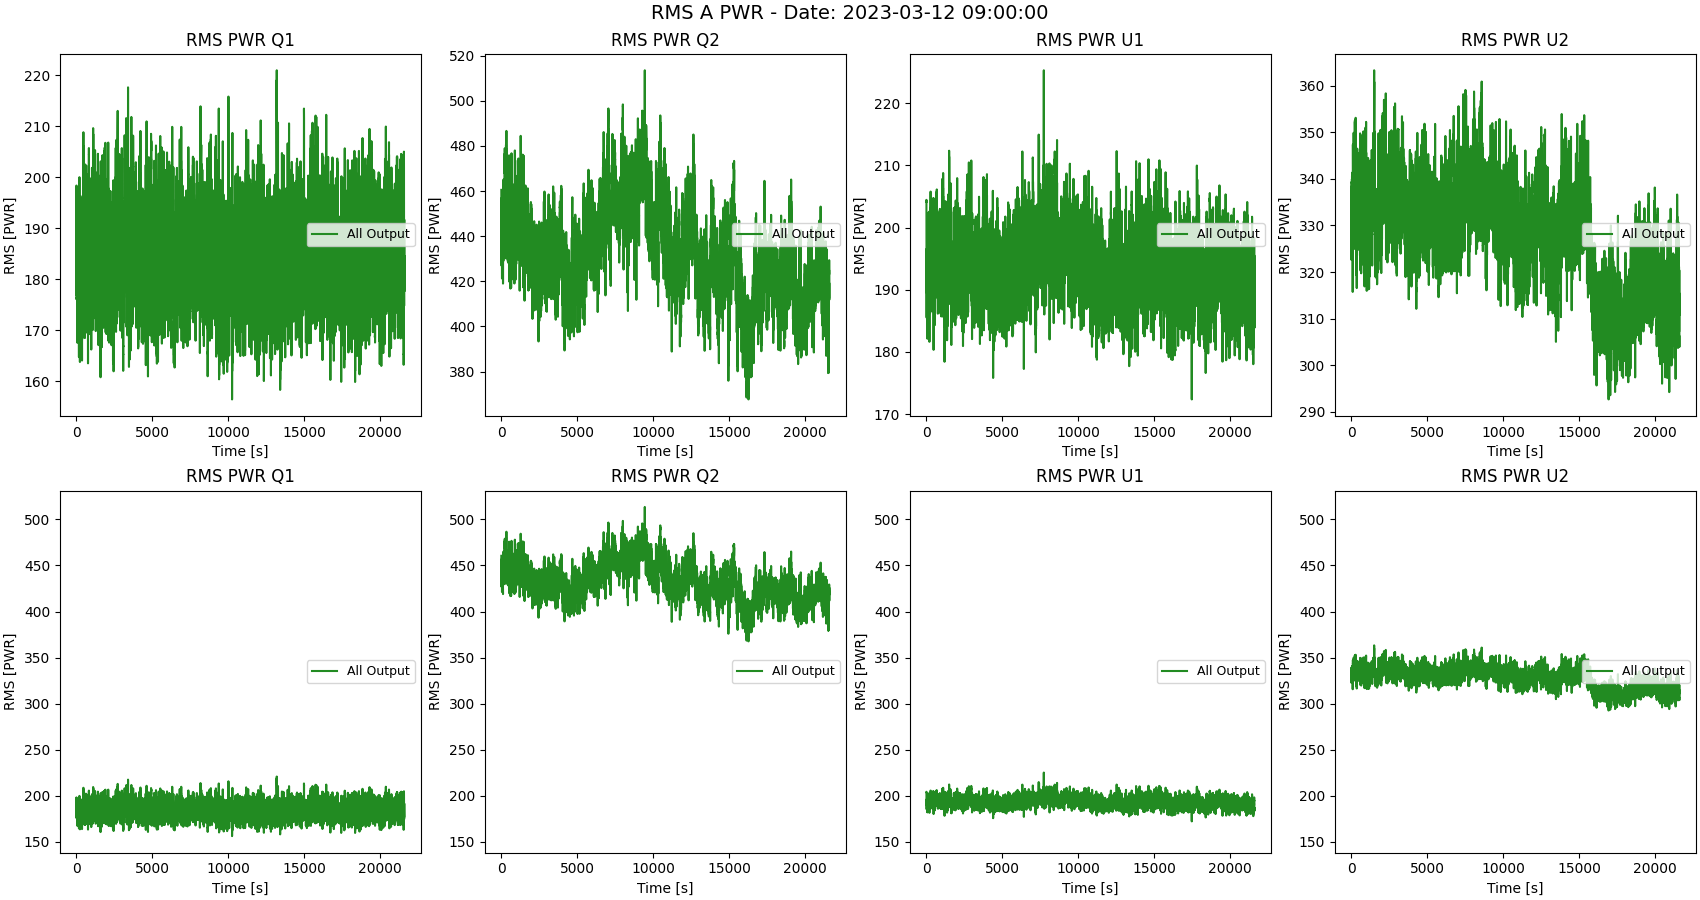 RMS A PWR - Date: 2023-03-12 09:00:00
RMS PWR Q1
RMS [PWR]
220
210
200
190
180
170
160
All Output
0 5000 10000 15000 20000
Time [s]
RMS PWR Q2
RMS [PWR]
520
500
480
460
440
420
400
380
All Output
0 5000 10000 15000 20000
Time [s]
RMS PWR U1
RMS [PWR]
220
210
200
190
180
170
All Output
0 5000 10000 15000 20000
Time [s]
RMS PWR U2
RMS [PWR]
360
350
340
330
320
310
300
290
All Output
0 5000 10000 15000 20000
Time [s]
RMS PWR Q1
RMS [PWR]
500
450
400
350
300
250
200
150
All Output
0 5000 10000 15000 20000
Time [s]
RMS PWR Q2
RMS [PWR]
500
450
400
350
300
250
200
150
All Output
0 5000 10000 15000 20000
Time [s]
RMS PWR U1
RMS [PWR]
500
450
400
350
300
250
200
150
All Output
0 5000 10000 15000 20000
Time [s]
RMS PWR U2
RMS [PWR]
500
450
400
350
300
250
200
150
All Output
0 5000 10000 15000 20000
Time [s]